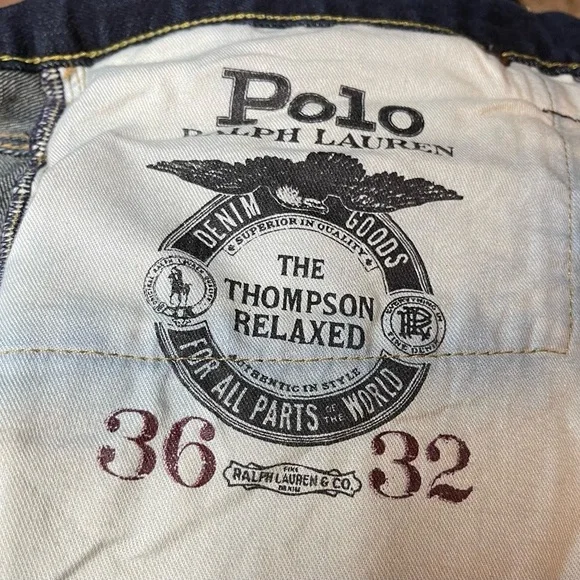 Polo
RALPH LAUREN
DENIM GOODS
SUPERIOR IN QUALITY
THE
THOMPSON
RELAXED
AUTHENTIC IN STYLE
FOR ALL PARTS OF THE WORLD
36 32
FINE
RALPH LAUREN & CO.